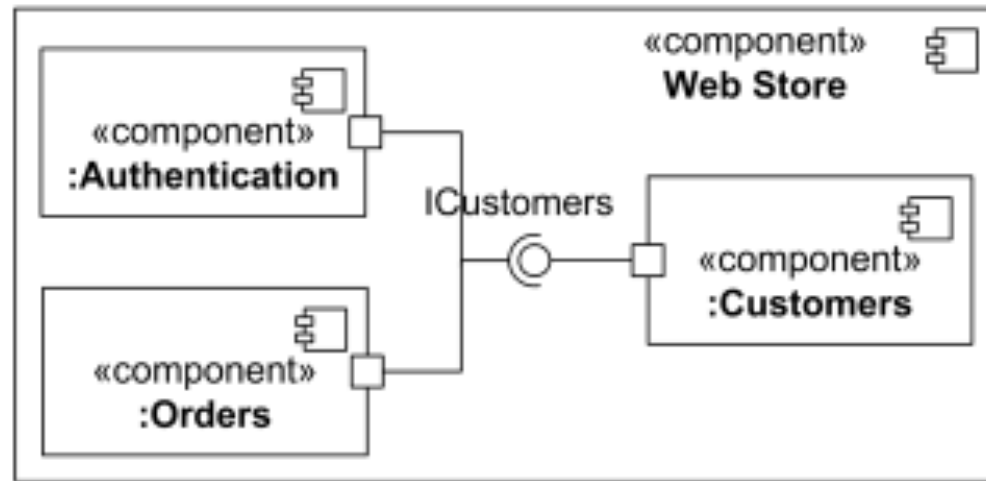 «component»
Web Store
«component»
:Authentication
ICustomers
«component»
:Customers
«component»
:Orders